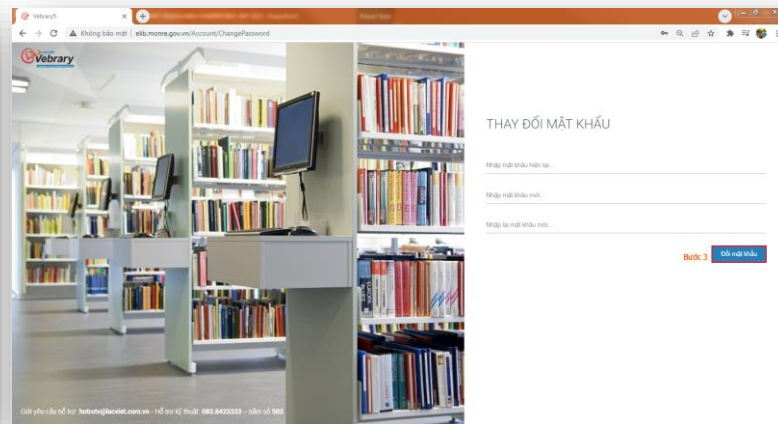 Vebrary5
Không bảo mật | elib.monre.gov.vn/Account/ChangePassword
Vebrary
THAY ĐỔI MẬT KHẨU
Nhập mật khẩu hiện tại...
Nhập mật khẩu mới...
Nhập lại mật khẩu mới...
Bước 3
Đổi mật khẩu
Gửi yêu cầu hỗ trợ: hotrotv@lacviet.com.vn - Hỗ trợ kỹ thuật: 083.8423333 - bấm số 503